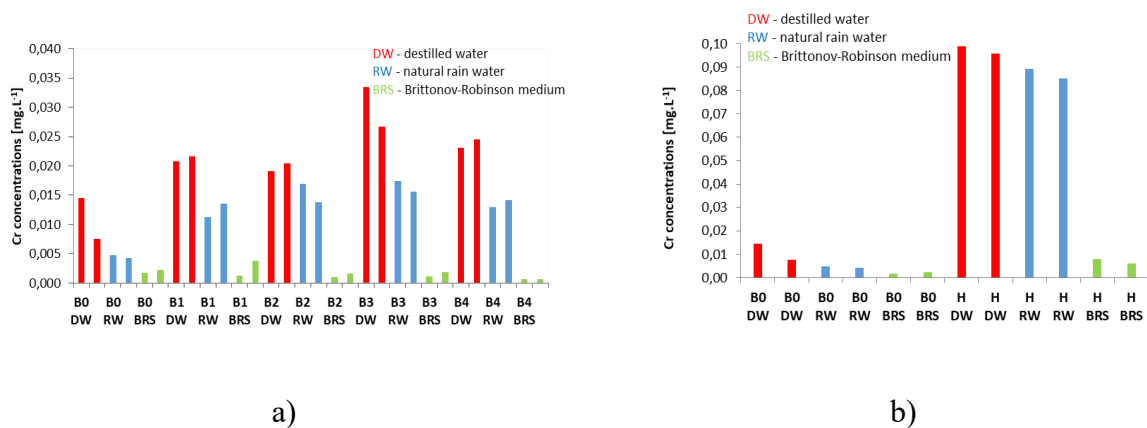 DW - destilled water
RW - natural rain water
BRS - Brittonov-Robinson medium
Cr concentrations [mg.L⁻¹]
0,040
0,035
0,030
0,025
0,020
0,015
0,010
0,005
0,000
B0 B0 B0 B1 B1 B1 B2 B2 B2 B3 B3 B3 B4 B4 B4
DW RW BRS DW RW BRS DW RW BRS DW RW BRS DW RW BRS
a)
DW - destilled water
RW - natural rain water
BRS - Brittonov-Robinson medium
Cr concentrations [mg.L⁻¹]
0,10
0,09
0,08
0,07
0,06
0,05
0,04
0,03
0,02
0,01
0,00
B0 B0 B0 B0 B0 B0 H H H H H H
DW DW RW RW BRS BRS DW DW RW RW BRS BRS
b)